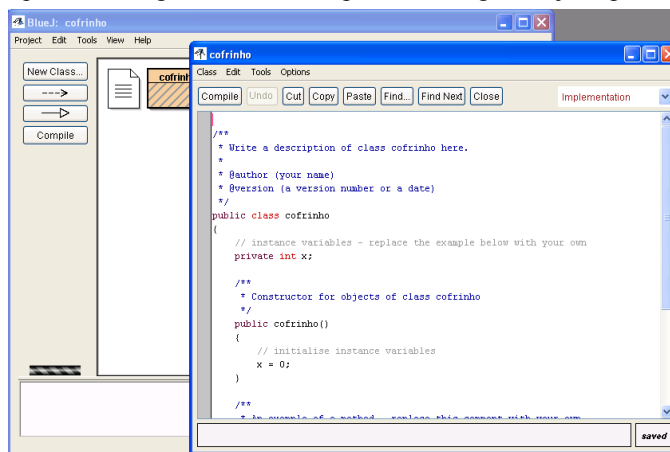 BlueJ: cofrinho
Project Edit Tools View Help
New Class...
--->
Compile
cofrinho
Class Edit Tools Options
Compile Undo Cut Copy Paste Find... Find Next Close Implementation
/**
* Write a description of class cofrinho here.
*
* @author (your name)
* @version (a version number or a date)
*/
public class cofrinho
{
// instance variables - replace the example below with your own
private int x;
/**
* Constructor for objects of class cofrinho
*/
public cofrinho()
{
// initialise instance variables
x = 0;
}
/**
saved